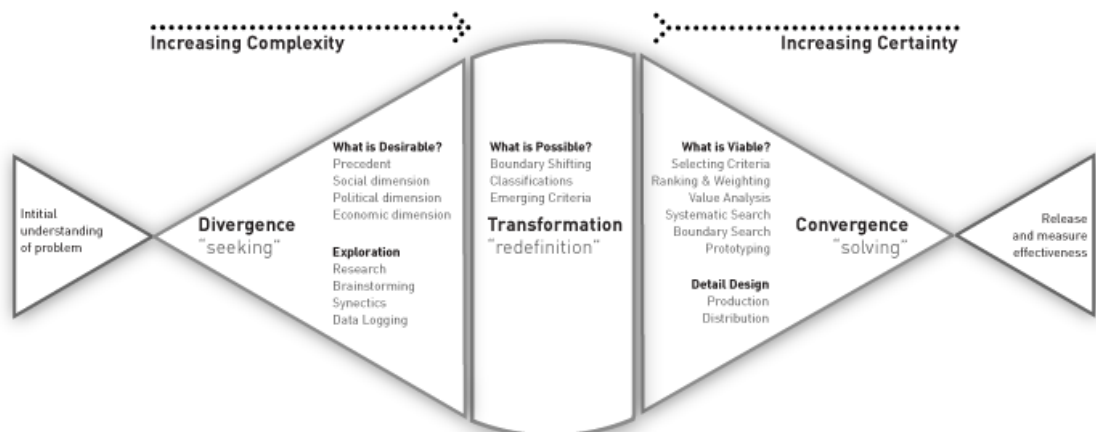 Increasing Complexity
Increasing Certainty
Intitial
understanding
of problem
Divergence
"seeking"
What is Desirable?
Precedent
Social dimension
Political dimension
Economic dimension
Exploration
Research
Brainstorming
Synectics
Data Logging
What is Possible?
Boundary Shifting
Classifications
Emerging Criteria
Transformation
"redefinition"
What is Viable?
Selecting Criteria
Ranking & Weighting
Value Analysis
Systematic Search
Boundary Search
Prototyping
Detail Design
Production
Distribution
Convergence
"solving"
Release
and measure
effectiveness